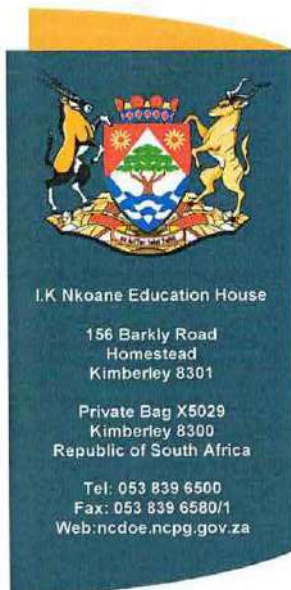 I.K Nkoane Education House
156 Barkly Road
Homestead
Kimberley 8301
Private Bag X5029
Kimberley 8300
Republic of South Africa
Tel: 053 839 6500
Fax: 053 839 6580/1
Web:ncdoe.ncpg.gov.za